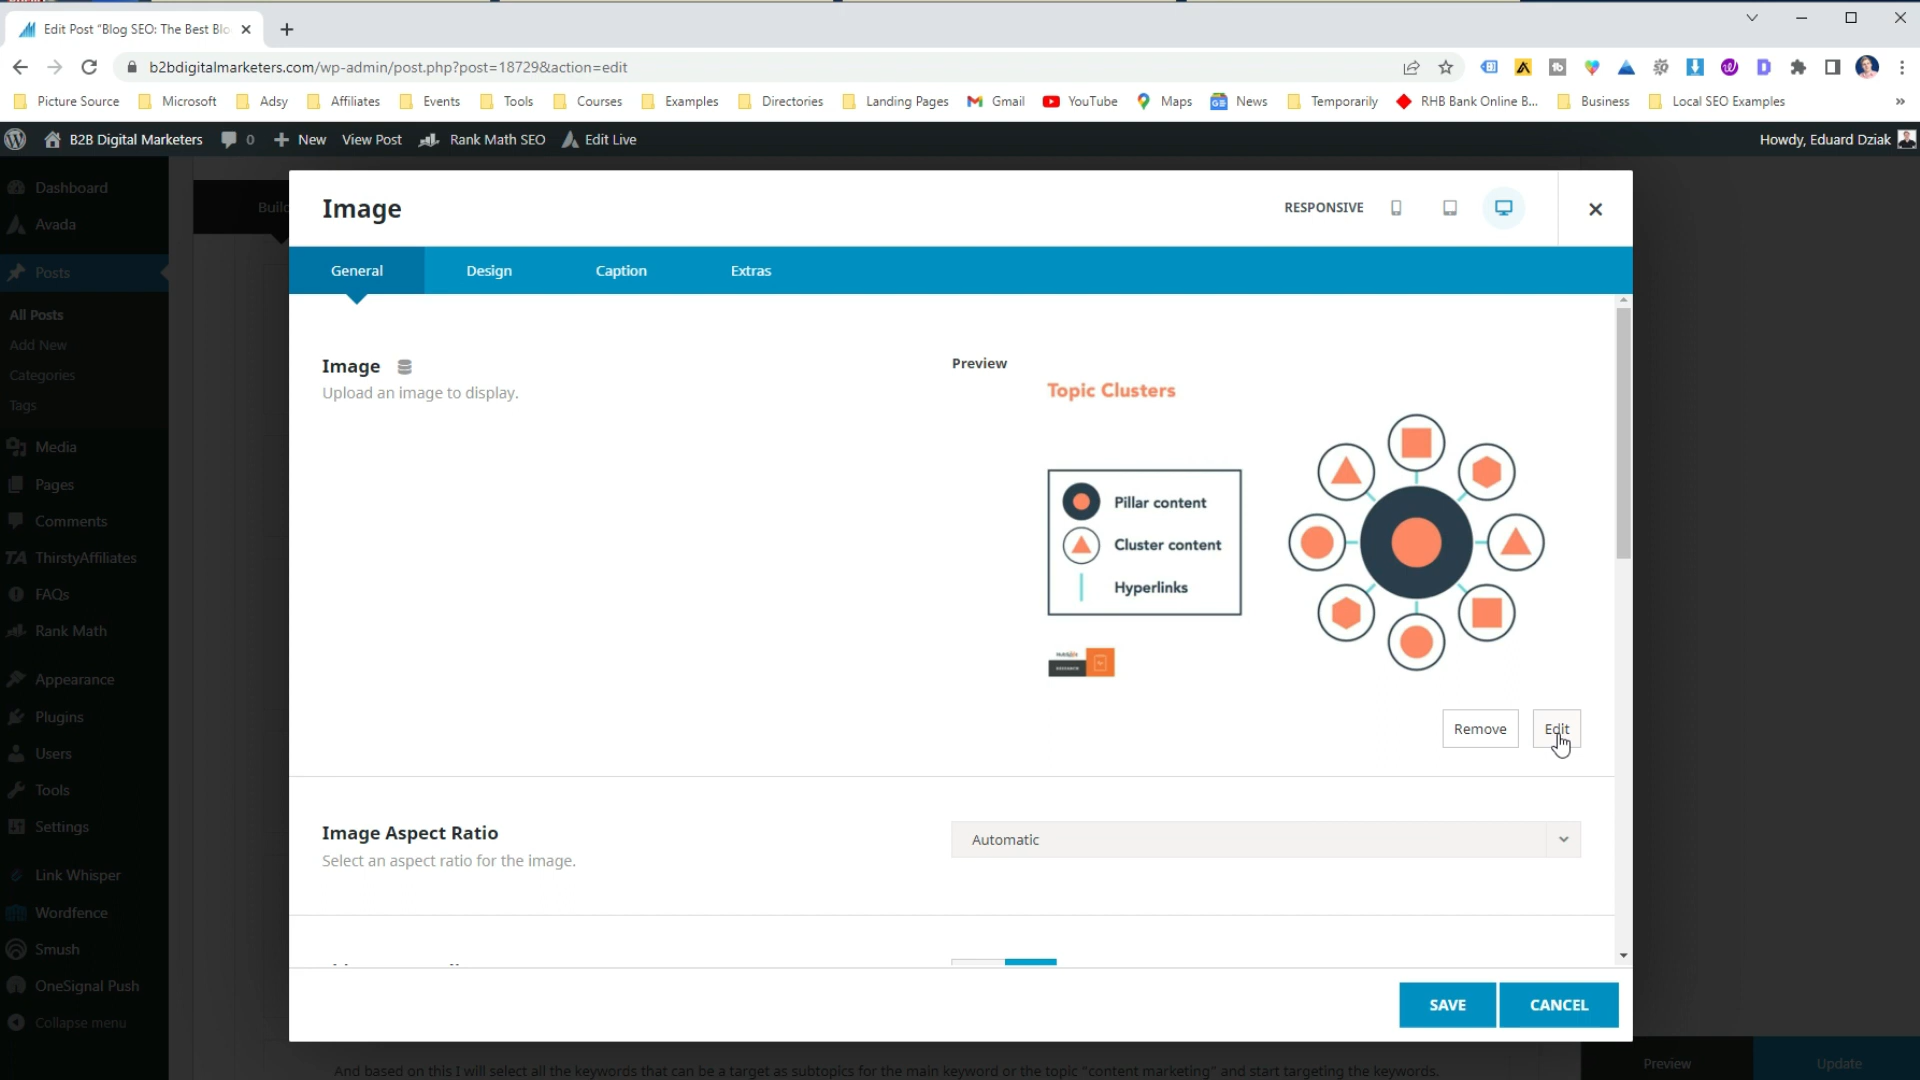 Edit Post "Blog SEO: The Best Blo
b2bdigitalmarketers.com/wp-admin/post.php?post=18729&action=edit
Picture Source Microsoft Adsy Affiliates Events Tools Courses Examples Directories Landing Pages Gmail YouTube Maps News Temporarily RHB Bank Online B... Business Local SEO Examples »
B2B Digital Marketers 0 New View Post Rank Math SEO Edit Live Howdy, Eduard Dziak
Dashboard
Avada
Posts
All Posts
Add New
Categories
Tags
Media
Pages
Comments
ThirstyAffiliates
FAQs
Rank Math
Appearance
Plugins
Users
Tools
Settings
Link Whisper
Wordfence
Smush
OneSignal Push
Collapse menu
Image RESPONSIVE
General Design Caption Extras
Image
Upload an image to display.
Preview
Topic Clusters
Pillar content
Cluster content
Hyperlinks
Remove Edit
Image Aspect Ratio
Select an aspect ratio for the image.
Automatic
SAVE CANCEL
And based on this I will select all the keywords that can be a target as subtopics for the main keyword or the topic "content marketing" and start targeting the keywords.
Preview Update